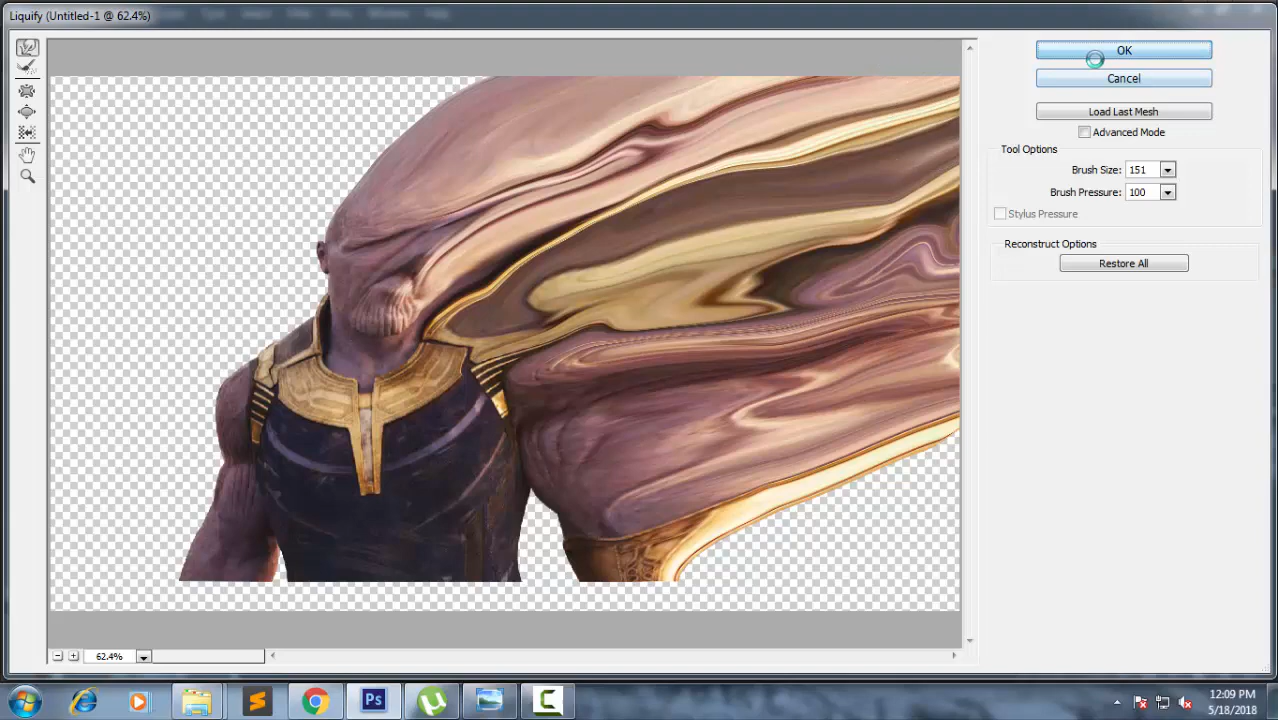 Liquify (Untitled-1 @ 62.4%)
OK
Cancel
Load Last Mesh
Advanced Mode
Tool Options
Brush Size: 151
Brush Pressure: 100
Stylus Pressure
Reconstruct Options
Restore All
62.4%
Ps
C
12:09 PM
5/18/2018